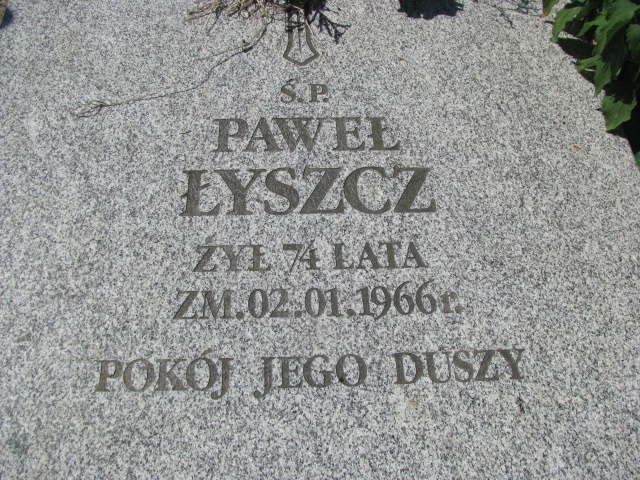 Ś.P.
PAWEŁ
ŁYSZCZ
ŻYŁ 74 LATA
ZM.02.01.1966 r.
POKÓJ JEGO DUSZY